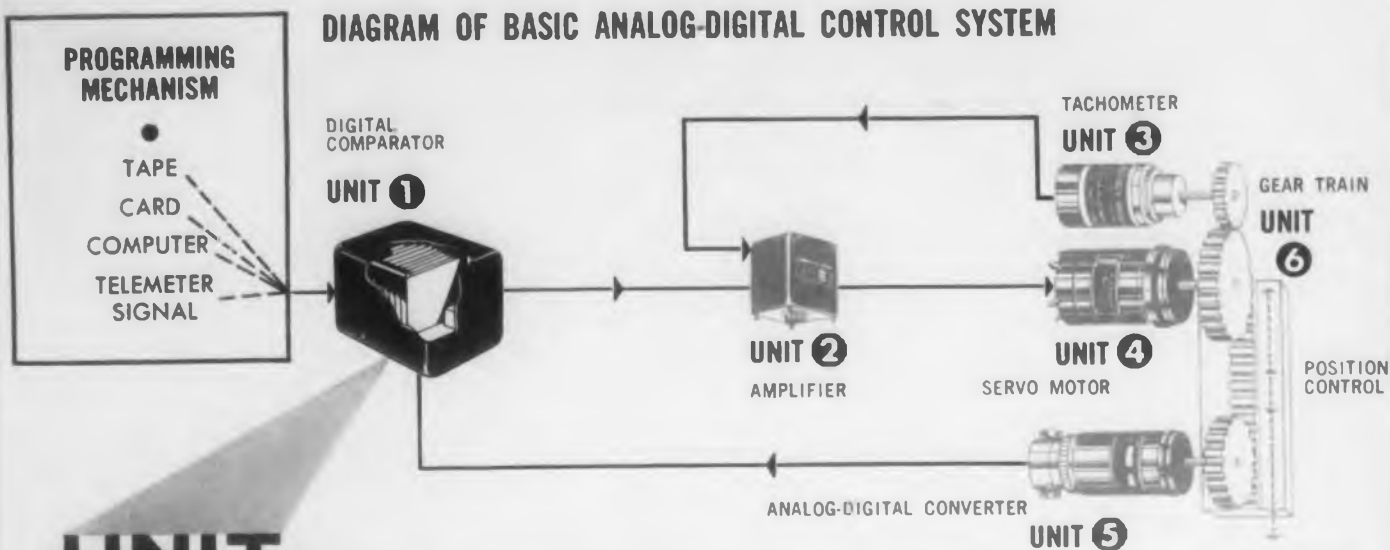 DIAGRAM OF BASIC ANALOG-DIGITAL CONTROL SYSTEM
PROGRAMMING
MECHANISM
TAPE
CARD
COMPUTER
TELEMETER
SIGNAL
DIGITAL
COMPARATOR
UNIT 1
TACHOMETER
UNIT 3
GEAR TRAIN
UNIT
6
UNIT 2
AMPLIFIER
UNIT 4
SERVO MOTOR
POSITION
CONTROL
ANALOG-DIGITAL CONVERTER
UNIT 5
UNIT